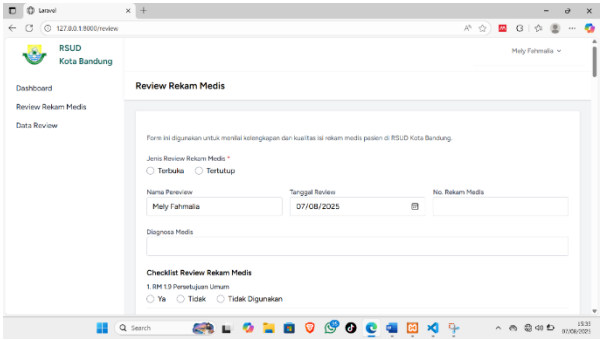 Laravel
127.0.0.1:8000/review
RSUD
Kota Bandung
Mely Fahmalia
Dashboard
Review Rekam Medis
Data Review
Review Rekam Medis
Form ini digunakan untuk menilai kelengkapan dan kualitas isi rekam medis pasien di RSUD Kota Bandung.
Jenis Review Rekam Medis *
Terbuka Tertutup
Nama Pereview Tanggal Review No. Rekam Medis
Mely Fahmalia 07/08/2025
Diagnosa Medis
Checklist Review Rekam Medis
1. RM 1.9 Persetujuan Umum
Ya Tidak Tidak Digunakan
Search
15:35
07/08/2025